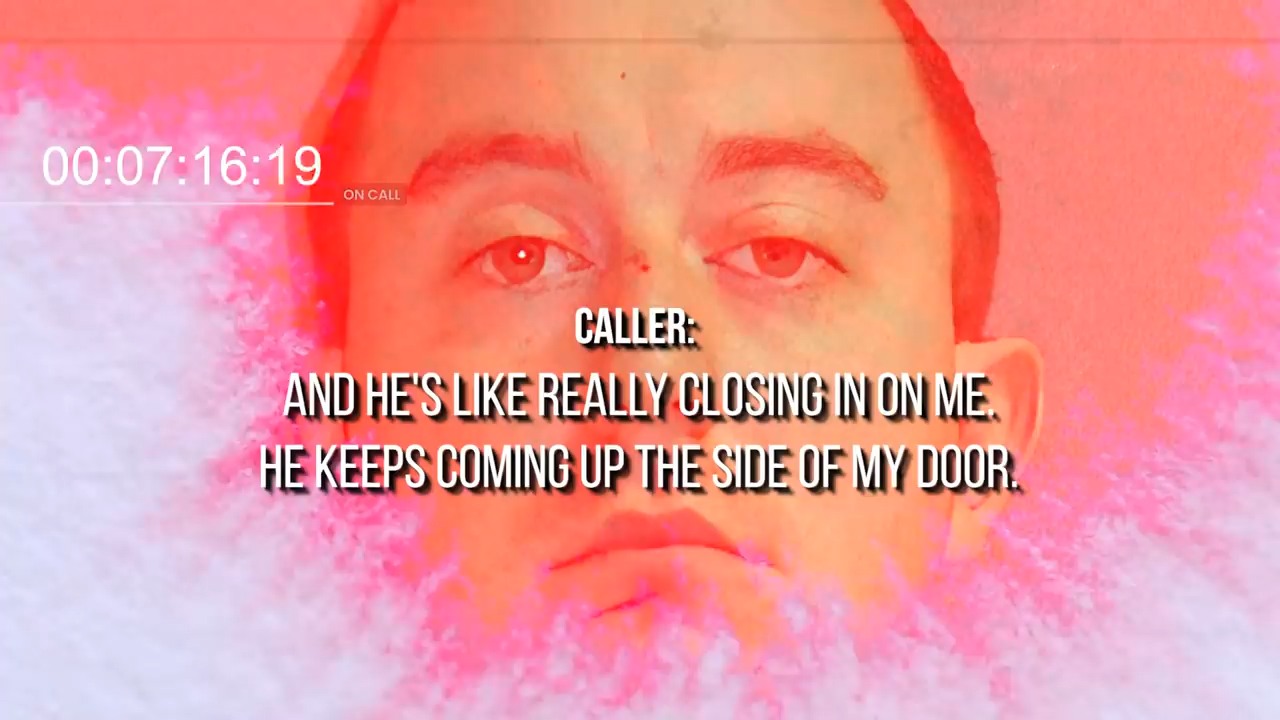 00:07:16:19
ON CALL
CALLER:
AND HE'S LIKE REALLY CLOSING IN ON ME.
HE KEEPS COMING UP THE SIDE OF MY DOOR.